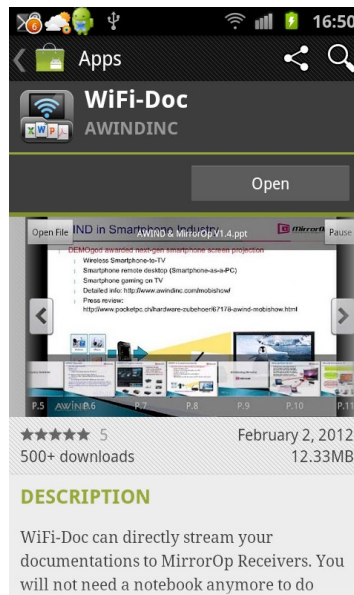 6
16:50
Apps
WiFi-Doc
X W P
AWINDINC
Open
Open File
IND in Smartphone Industry
AWIND & MirrorOp V1.4.ppt
MirrorO
Pause
DEMOgod awarded next-gen smartphone screen projection
Wireless Smartphone-to-TV
Smartphone remote desktop (Smartphone-as-a-PC)
Smartphone gaming on TV
Detailed info: http://www.awindinc.com/mobishow/
Press review:
http://www.pocketpc.ch/hardware-zubehoer/67178-awind-mobishow.html
P.5 AWIND P.6 P.7 P.8 P.9 P.10 P.11
5 February 2, 2012
500+ downloads 12.33MB
DESCRIPTION
WiFi-Doc can directly stream your
documentations to MirrorOp Receivers. You
will not need a notebook anymore to do